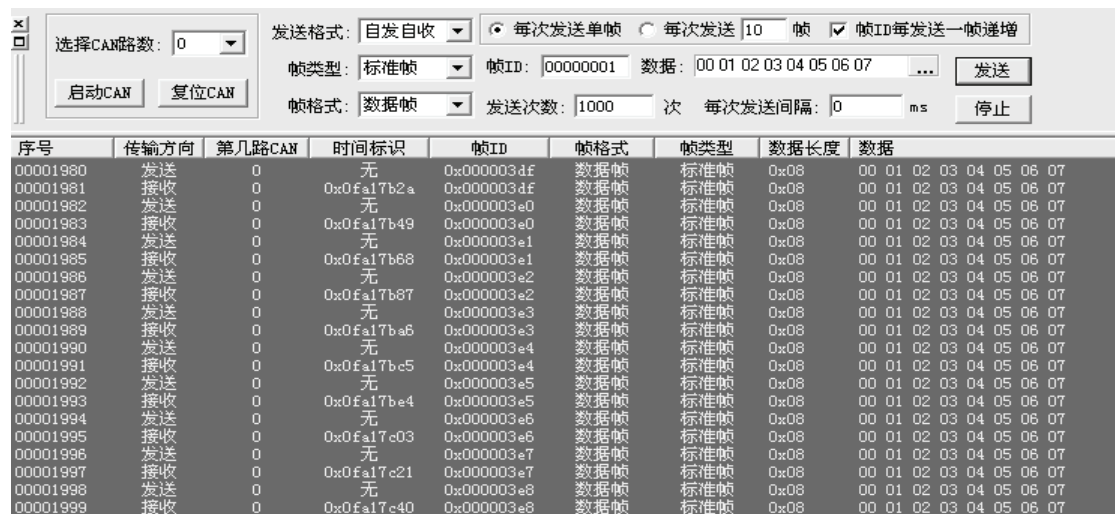 选择CAN路数: 0
启动CAN 复位CAN
发送格式: 自发自收 每次发送单帧 每次发送 10 帧 帧ID每发送一帧递增
帧类型: 标准帧 帧ID: 00000001 数据: 00 01 02 03 04 05 06 07 ... 发送
帧格式: 数据帧 发送次数: 1000 次 每次发送间隔: 0 ms 停止
序号 传输方向 第几路CAN 时间标识 帧ID 帧格式 帧类型 数据长度 数据
00001980 发送 0 无 0x000003df 数据帧 标准帧 0x08 00 01 02 03 04 05 06 07
00001981 接收 0 0x0fa17b2a 0x000003df 数据帧 标准帧 0x08 00 01 02 03 04 05 06 07
00001982 发送 0 无 0x000003e0 数据帧 标准帧 0x08 00 01 02 03 04 05 06 07
00001983 接收 0 0x0fa17b49 0x000003e0 数据帧 标准帧 0x08 00 01 02 03 04 05 06 07
00001984 发送 0 无 0x000003e1 数据帧 标准帧 0x08 00 01 02 03 04 05 06 07
00001985 接收 0 0x0fa17b68 0x000003e1 数据帧 标准帧 0x08 00 01 02 03 04 05 06 07
00001986 发送 0 无 0x000003e2 数据帧 标准帧 0x08 00 01 02 03 04 05 06 07
00001987 接收 0 0x0fa17b87 0x000003e2 数据帧 标准帧 0x08 00 01 02 03 04 05 06 07
00001988 发送 0 无 0x000003e3 数据帧 标准帧 0x08 00 01 02 03 04 05 06 07
00001989 接收 0 0x0fa17ba6 0x000003e3 数据帧 标准帧 0x08 00 01 02 03 04 05 06 07
00001990 发送 0 无 0x000003e4 数据帧 标准帧 0x08 00 01 02 03 04 05 06 07
00001991 接收 0 0x0fa17bc5 0x000003e4 数据帧 标准帧 0x08 00 01 02 03 04 05 06 07
00001992 发送 0 无 0x000003e5 数据帧 标准帧 0x08 00 01 02 03 04 05 06 07
00001993 接收 0 0x0fa17be4 0x000003e5 数据帧 标准帧 0x08 00 01 02 03 04 05 06 07
00001994 发送 0 无 0x000003e6 数据帧 标准帧 0x08 00 01 02 03 04 05 06 07
00001995 接收 0 0x0fa17c03 0x000003e6 数据帧 标准帧 0x08 00 01 02 03 04 05 06 07
00001996 发送 0 无 0x000003e7 数据帧 标准帧 0x08 00 01 02 03 04 05 06 07
00001997 接收 0 0x0fa17c21 0x000003e7 数据帧 标准帧 0x08 00 01 02 03 04 05 06 07
00001998 发送 0 无 0x000003e8 数据帧 标准帧 0x08 00 01 02 03 04 05 06 07
00001999 接收 0 0x0fa17c40 0x000003e8 数据帧 标准帧 0x08 00 01 02 03 04 05 06 07